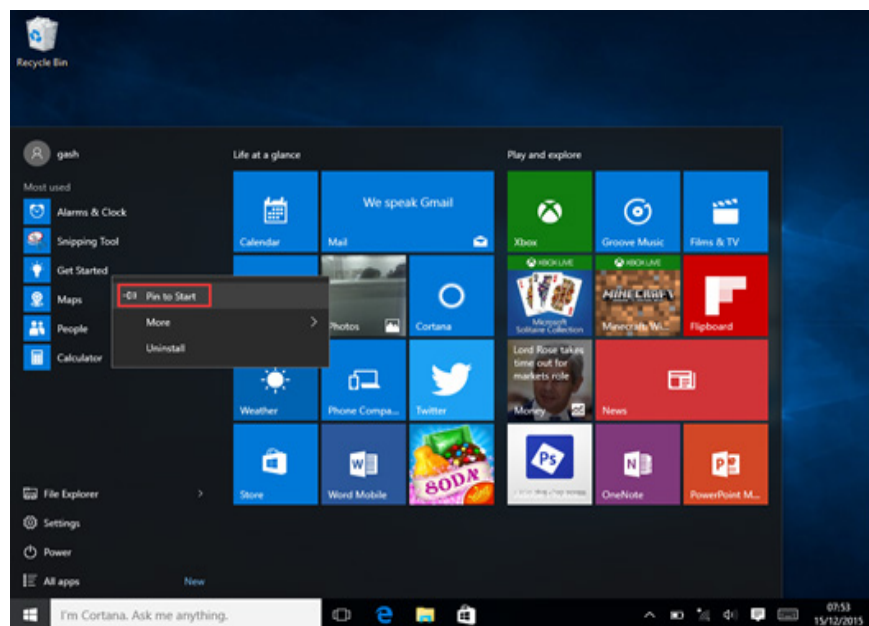 Recycle Bin
gash
Life at a glance
Play and explore
Most used
Alarms & Clock
Snipping Tool
Get Started
Maps
People
Calculator
Pin to Start
More
Uninstall
Calendar
We speak Gmail
Mail
Xbox
Groove Music
Films & TV
Photos
Cortana
XBOX LIVE
Microsoft
Solitaire Collection
XBOX LIVE
MINECRAFT
Minecraft: Wi...
Flipboard
Weather
Phone Compa...
Twitter
Lord Rose takes
time out for
markets role
Money
News
Store
W
Word Mobile
SODA
Ps
N
OneNote
P
PowerPoint M...
File Explorer
Settings
Power
All apps
New
I'm Cortana. Ask me anything.
07:53
15/12/2015